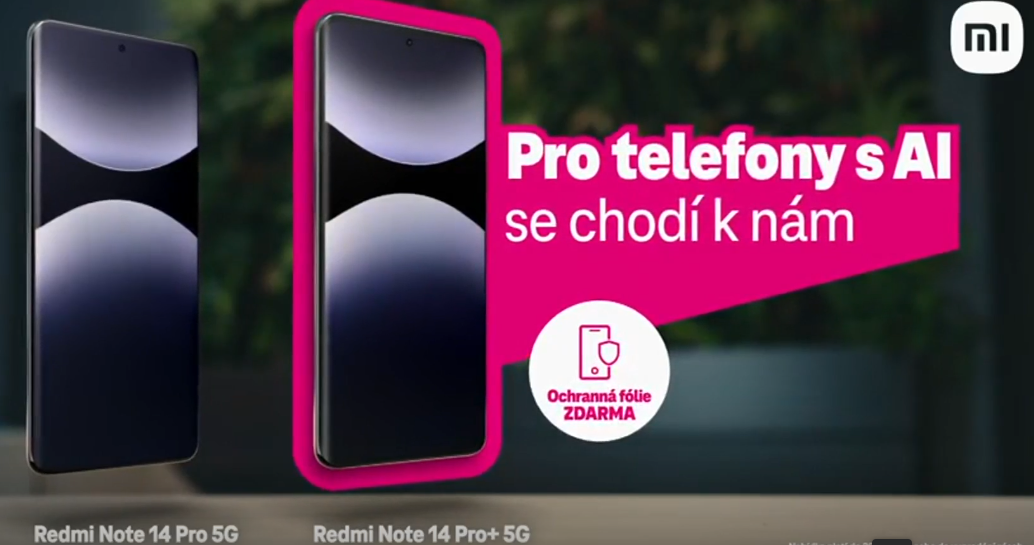 mi
Pro telefony s AI
se chodí k nám
Ochranná fólie
ZDARMA
Redmi Note 14 Pro 5G
Redmi Note 14 Pro+ 5G